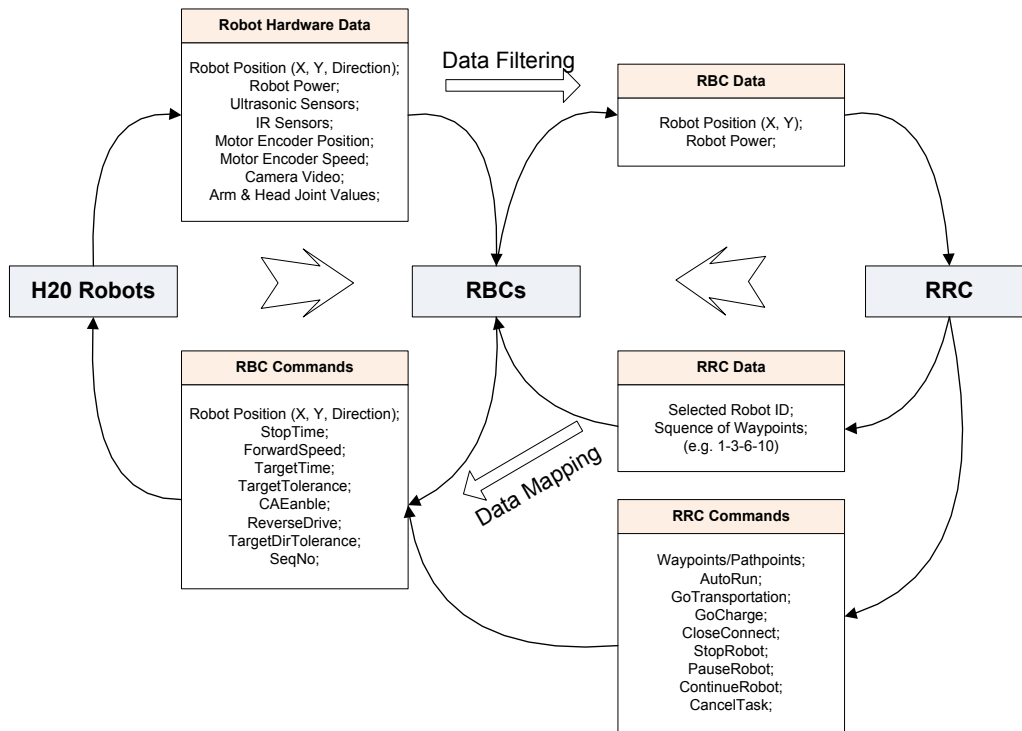 Robot Hardware Data
Robot Position (X, Y, Direction);
Robot Power;
Ultrasonic Sensors;
IR Sensors;
Motor Encoder Position;
Motor Encoder Speed;
Camera Video;
Arm & Head Joint Values;
Data Filtering
RBC Data
Robot Position (X, Y);
Robot Power;
H20 Robots
RBCs
RRC
RBC Commands
Robot Position (X, Y, Direction);
StopTime;
ForwardSpeed;
TargetTime;
TargetTolerance;
CAEanble;
ReverseDrive;
TargetDirTolerance;
SeqNo;
Data Mapping
RRC Data
Selected Robot ID;
Squence of Waypoints;
(e.g. 1-3-6-10)
RRC Commands
Waypoints/Pathpoints;
AutoRun;
GoTransportation;
GoCharge;
CloseConnect;
StopRobot;
PauseRobot;
ContinueRobot;
CancelTask;